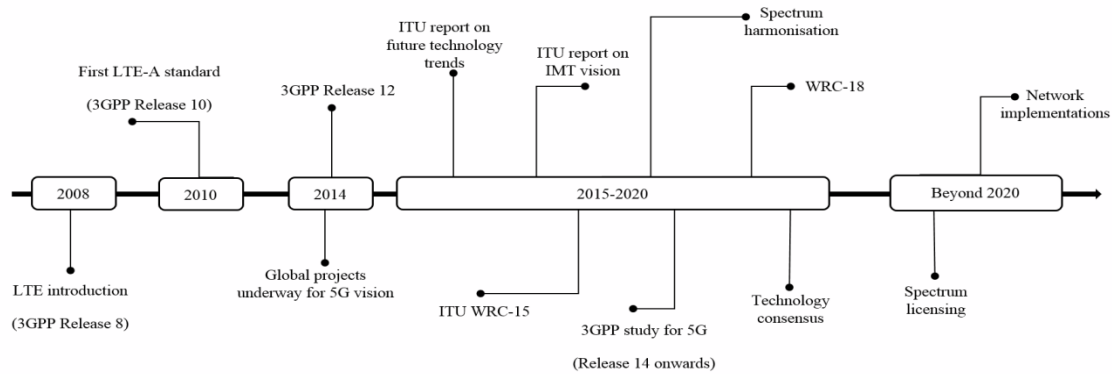 Spectrum
harmonisation
ITU report on
future technology
trends
ITU report on
IMT vision
First LTE-A standard
(3GPP Release 10)
3GPP Release 12
WRC-18
Network
implementations
2008
2010
2014
2015-2020
Beyond 2020
LTE introduction
(3GPP Release 8)
Global projects
underway for 5G vision
ITU WRC-15
3GPP study for 5G
(Release 14 onwards)
Technology
consensus
Spectrum
licensing